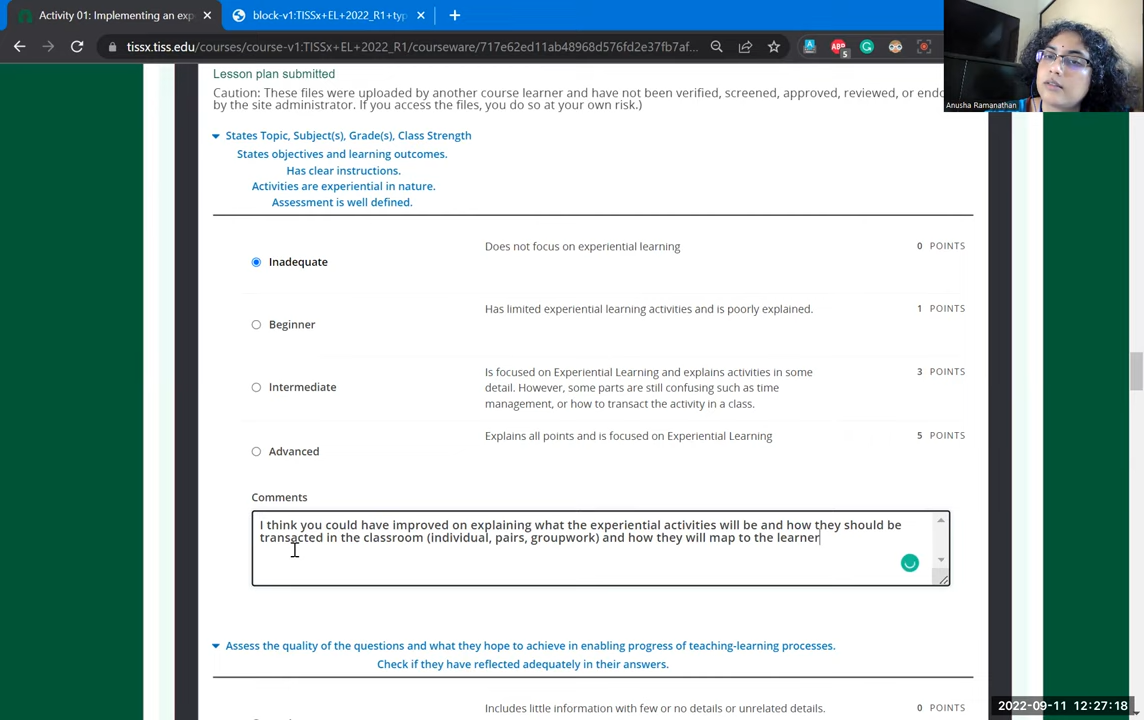 Activity 01: Implementing an exp
block-v1:TISSx+EL+2022_R1+typ
tissx.tiss.edu/courses/course-v1:TISSx+EL+2022_R1/courseware/717e62ed11ab48968d576fd2e37fb7af...
ABP
5
Anusha Ramanathan
Lesson plan submitted
Caution: These files were uploaded by another course learner and have not been verified, screened, approved, reviewed, or endo
by the site administrator. If you access the files, you do so at your own risk.)
States Topic, Subject(s), Grade(s), Class Strength
States objectives and learning outcomes.
Has clear instructions.
Activities are experiential in nature.
Assessment is well defined.
Does not focus on experiential learning
0 POINTS
Inadequate
Has limited experiential learning activities and is poorly explained.
1 POINTS
Beginner
Is focused on Experiential Learning and explains activities in some
3 POINTS
Intermediate
detail. However, some parts are still confusing such as time
management, or how to transact the activity in a class.
Explains all points and is focused on Experiential Learning
5 POINTS
Advanced
Comments
I think you could have improved on explaining what the experiential activities will be and how they should be
transacted in the classroom (individual, pairs, groupwork) and how they will map to the learner
Assess the quality of the questions and what they hope to achieve in enabling progress of teaching-learning processes.
Check if they have reflected adequately in their answers.
Includes little information with few or no details or unrelated details.
0 POINTS
2022-09-11 12:27:18